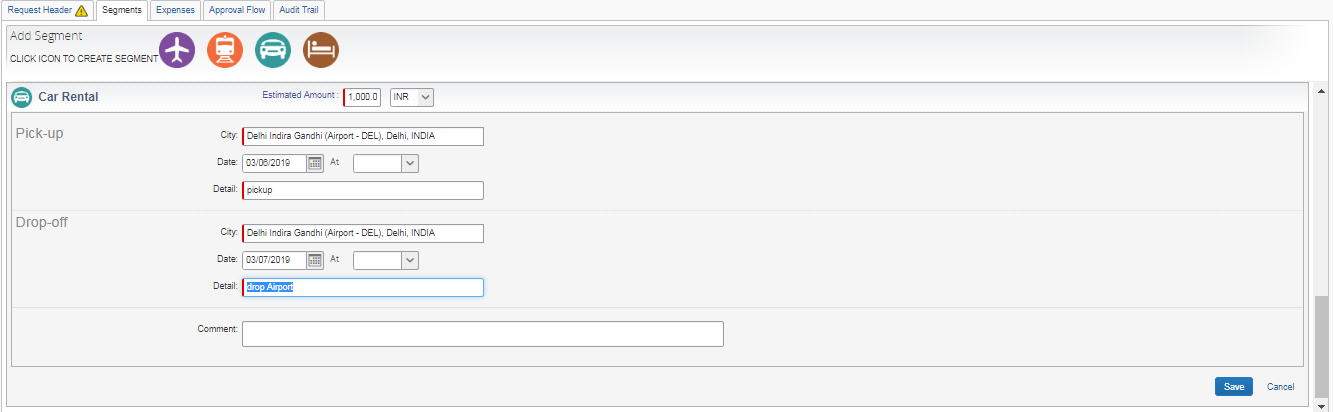 Request Header Segments Expenses Approval Flow Audit Trail
Add Segment
CLICK ICON TO CREATE SEGMENT
Car Rental Estimated Amount : 1,000.0 INR
Pick-up
City: Delhi Indira Gandhi (Airport - DEL), Delhi, INDIA
Date: 03/06/2019 At
Detail: pickup
Drop-off
City: Delhi Indira Gandhi (Airport - DEL), Delhi, INDIA
Date: 03/07/2019 At
Detail: drop Airport
Comment:
Save Cancel